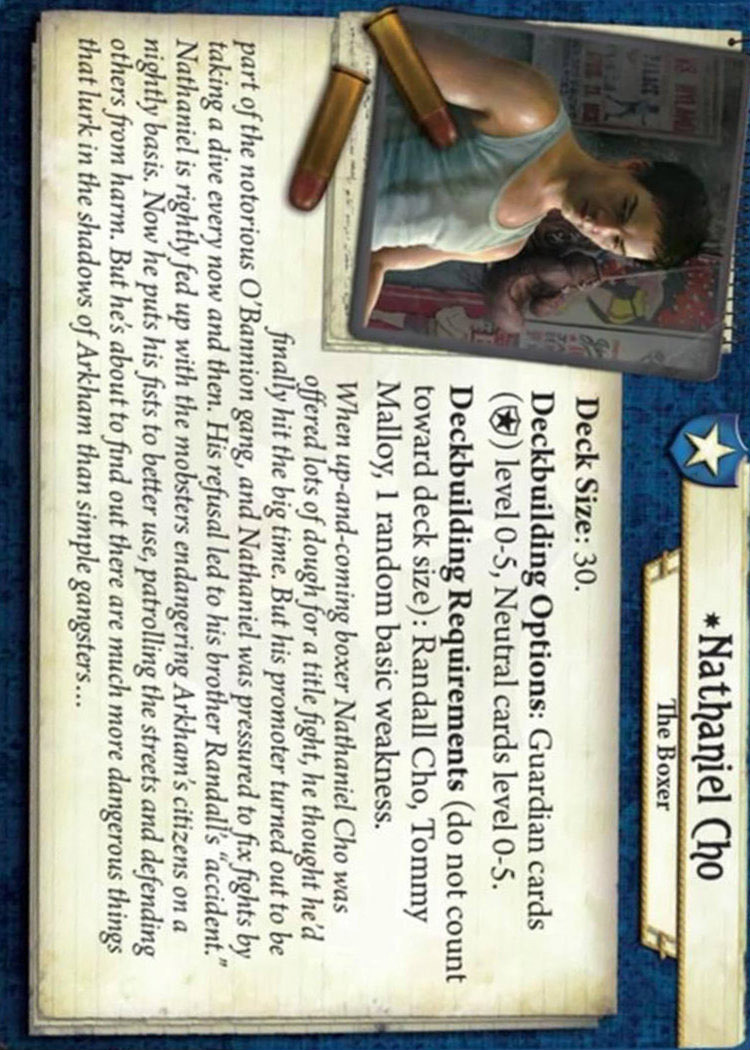 *Nathaniel Cho
The Boxer
VS. HYLAND
PALACE
Deck Size: 30.
Deckbuilding Options: Guardian cards
() level 0-5, Neutral cards level 0-5.
Deckbuilding Requirements (do not count
toward deck size): Randall Cho, Tommy
Malloy, 1 random basic weakness.
When up-and-coming boxer Nathaniel Cho was
offered lots of dough for a title fight, he thought he'd
finally hit the big time. But his promoter turned out to be
part of the notorious O'Bannion gang, and Nathaniel was pressured to fix fights by
taking a dive every now and then. His refusal led to his brother Randall's "accident."
Nathaniel is rightly fed up with the mobsters endangering Arkham's citizens on a
nightly basis. Now he puts his fists to better use, patrolling the streets and defending
others from harm. But he's about to find out there are much more dangerous things
that lurk in the shadows of Arkham than simple gangsters...